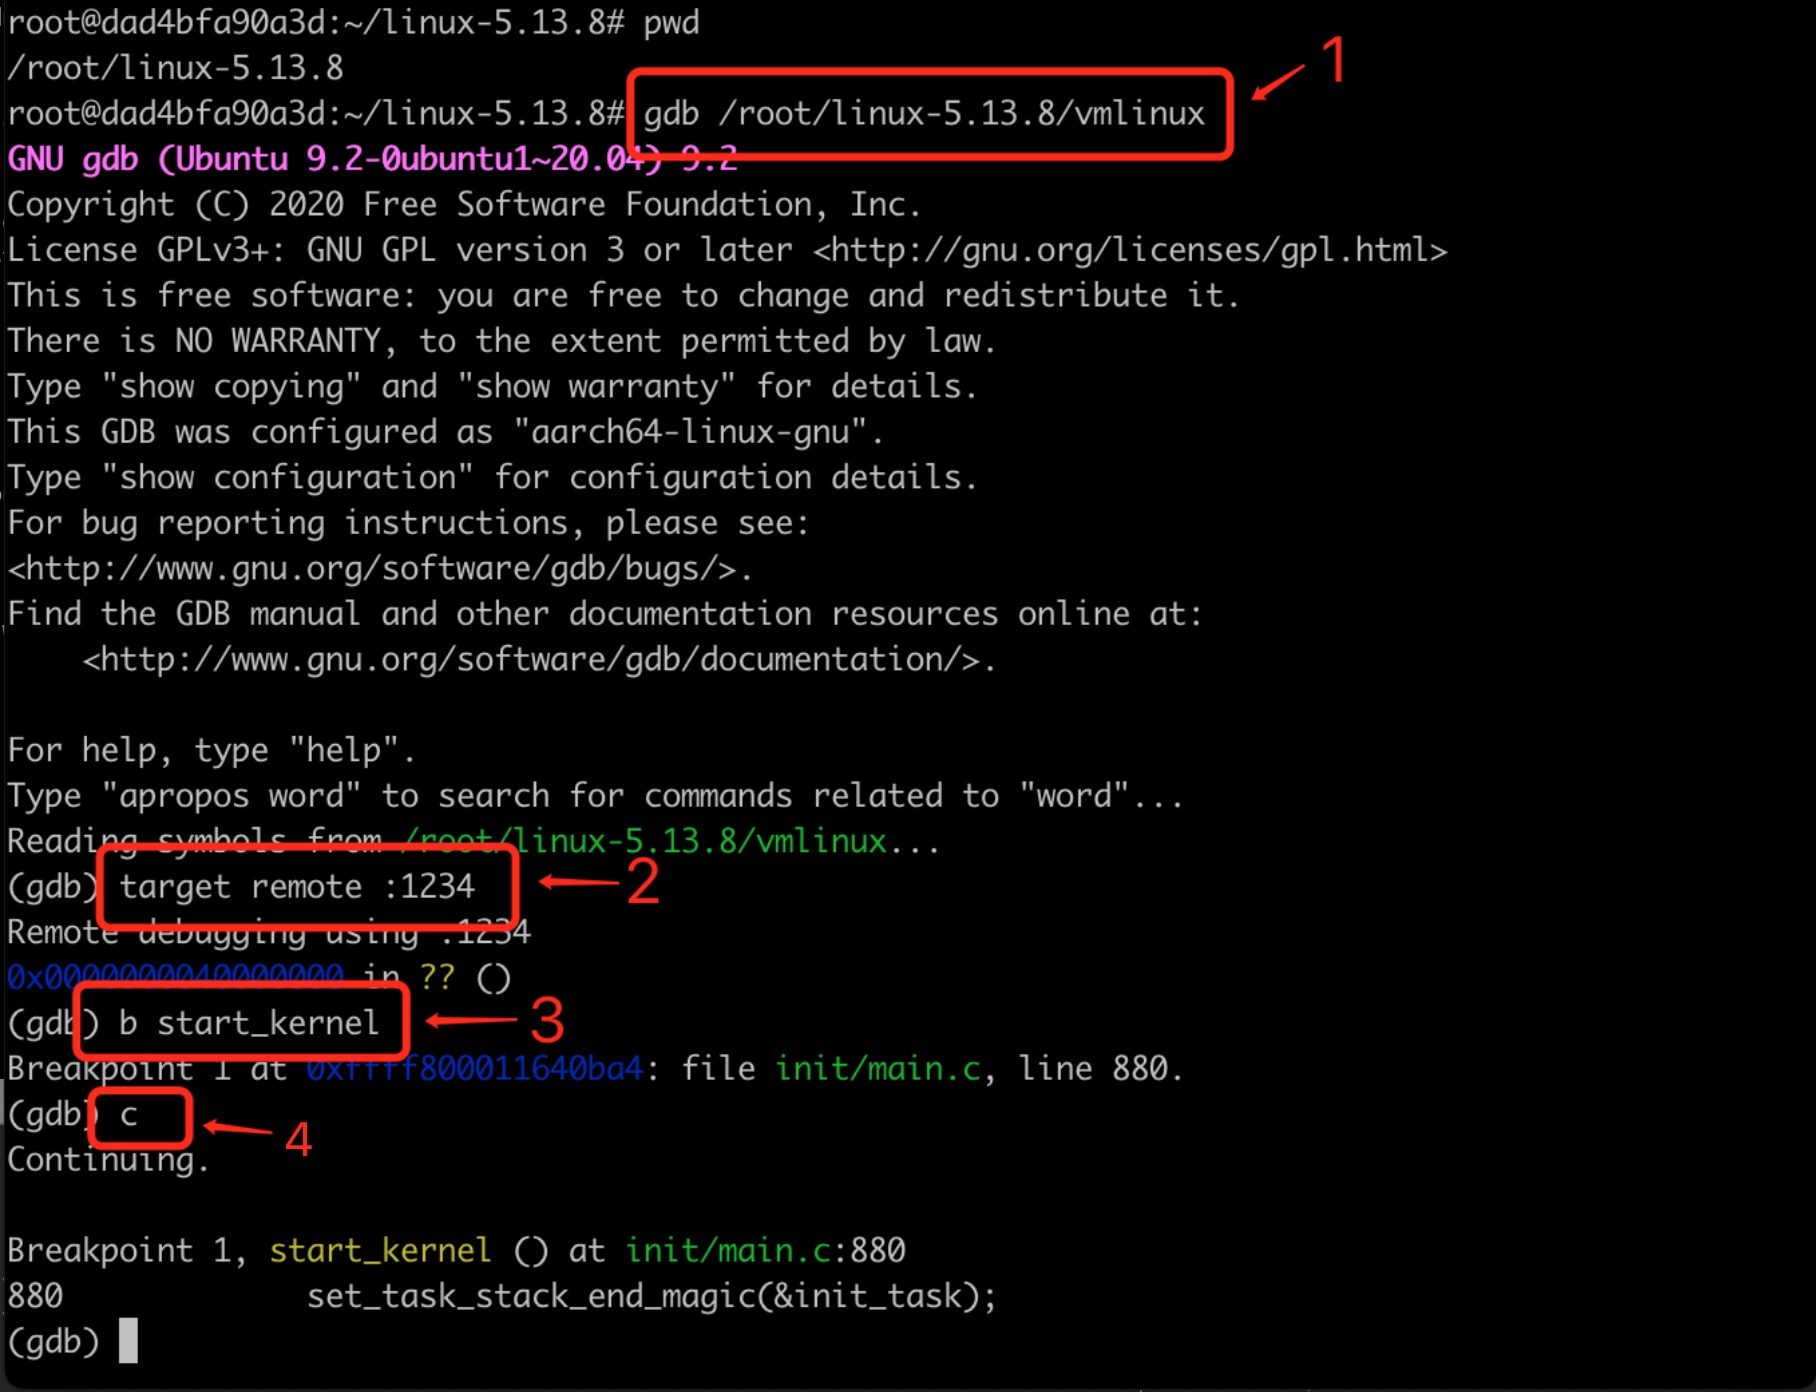 root@dad4bfa90a3d:~/linux-5.13.8# pwd
/root/linux-5.13.8
root@dad4bfa90a3d:~/linux-5.13.8# gdb /root/linux-5.13.8/vmlinux 1
GNU gdb (Ubuntu 9.2-0ubuntu1~20.04) 9.2
Copyright (C) 2020 Free Software Foundation, Inc.
License GPLv3+: GNU GPL version 3 or later <http://gnu.org/licenses/gpl.html>
This is free software: you are free to change and redistribute it.
There is NO WARRANTY, to the extent permitted by law.
Type "show copying" and "show warranty" for details.
This GDB was configured as "aarch64-linux-gnu".
Type "show configuration" for configuration details.
For bug reporting instructions, please see:
<http://www.gnu.org/software/gdb/bugs/>.
Find the GDB manual and other documentation resources online at:
    <http://www.gnu.org/software/gdb/documentation/>.

For help, type "help".
Type "apropos word" to search for commands related to "word"...
Reading symbols from /root/linux-5.13.8/vmlinux...
(gdb) target remote :1234 2
Remote debugging using :1234
0x0000000040000000 in ?? ()
(gdb) b start_kernel 3
Breakpoint 1 at 0xffff800011640ba4: file init/main.c, line 880.
(gdb) c 4
Continuing.

Breakpoint 1, start_kernel () at init/main.c:880
880             set_task_stack_end_magic(&init_task);
(gdb)